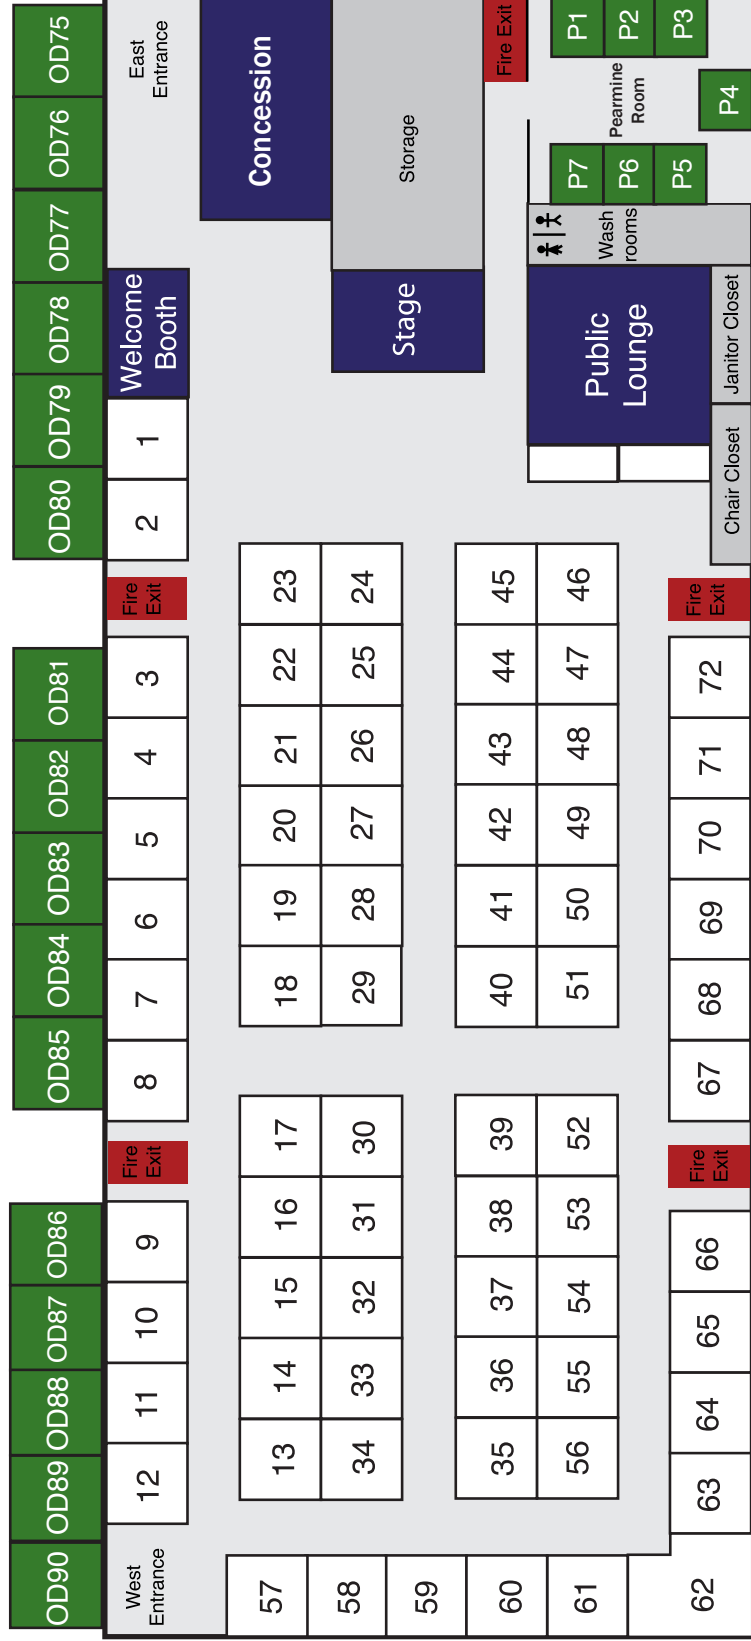 OD75
OD76
OD77
OD78
OD79
OD80
OD81
OD82
OD83
OD84
OD85
OD86
OD87
OD88
OD89
OD90
East
Entrance
Welcome
Booth
1
2
Fire
Exit
3
4
5
6
7
8
Fire
Exit
9
10
11
12
West
Entrance
Concession
Storage
Stage
Fire Exit
23
22
21
20
19
18
17
16
15
14
13
24
25
26
27
28
29
30
31
32
33
34
45
44
43
42
41
40
39
38
37
36
35
46
47
48
49
50
51
52
53
54
55
56
57
58
59
60
61
62
P1
P2
P3
Pearmine
Room
P4
P7
P6
P5
Wash
rooms
Public
Lounge
Janitor Closet
Chair Closet
Fire
Exit
72
71
70
69
68
67
Fire
Exit
66
65
64
63